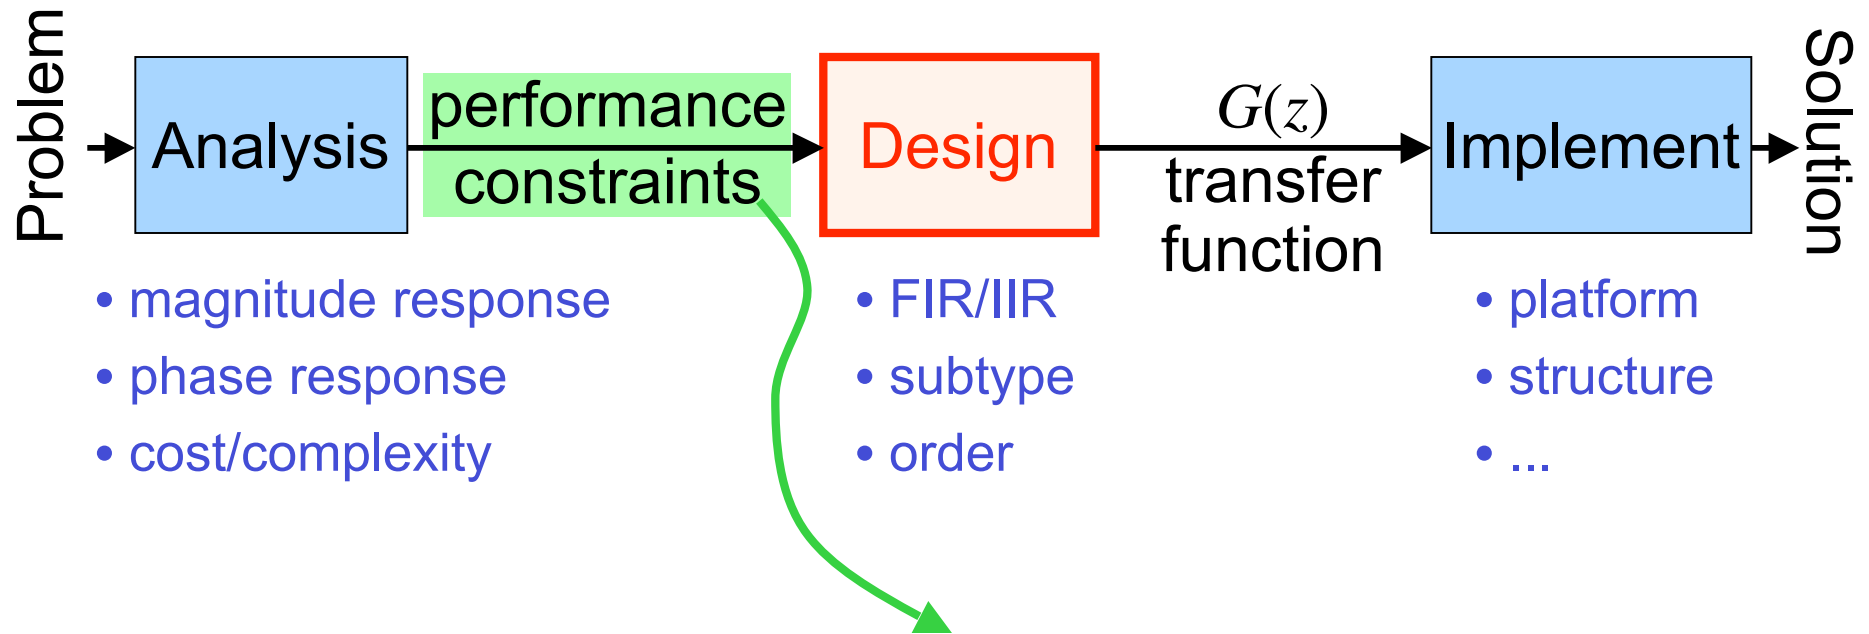 Problem
Analysis
performance
constraints
Design
G(z)
transfer
function
Implement
Solution
• magnitude response
• phase response
• cost/complexity
• FIR/IIR
• subtype
• order
• platform
• structure
• ...